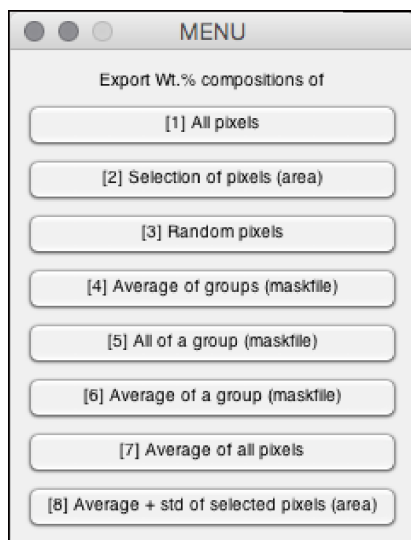 MENU
Export Wt.% compositions of
[1] All pixels
[2] Selection of pixels (area)
[3] Random pixels
[4] Average of groups (maskfile)
[5] All of a group (maskfile)
[6] Average of a group (maskfile)
[7] Average of all pixels
[8] Average + std of selected pixels (area)